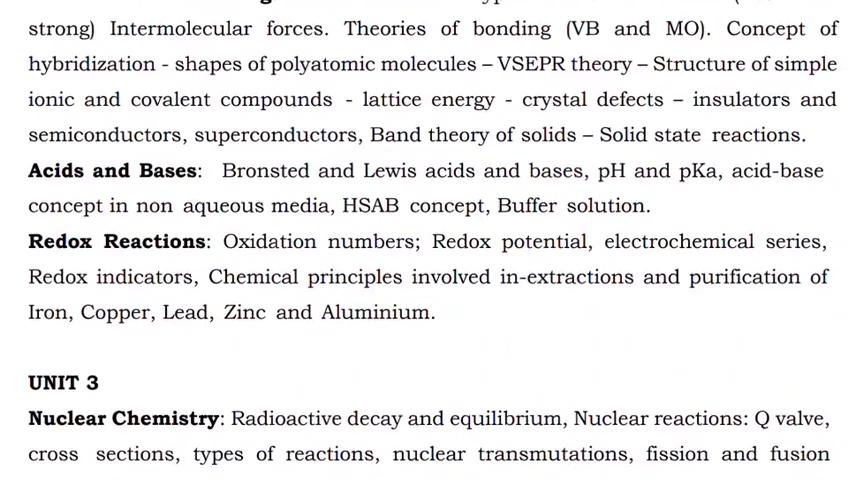 strong) Intermolecular forces. Theories of bonding (VB and MO). Concept of
hybridization - shapes of polyatomic molecules – VSEPR theory – Structure of simple
ionic and covalent compounds - lattice energy - crystal defects – insulators and
semiconductors, superconductors, Band theory of solids – Solid state reactions.
Acids and Bases: Bronsted and Lewis acids and bases, pH and pKa, acid-base
concept in non aqueous media, HSAB concept, Buffer solution.
Redox Reactions: Oxidation numbers; Redox potential, electrochemical series,
Redox indicators, Chemical principles involved in-extractions and purification of
Iron, Copper, Lead, Zinc and Aluminium.
UNIT 3
Nuclear Chemistry: Radioactive decay and equilibrium, Nuclear reactions: Q valve,
cross sections, types of reactions, nuclear transmutations, fission and fusion